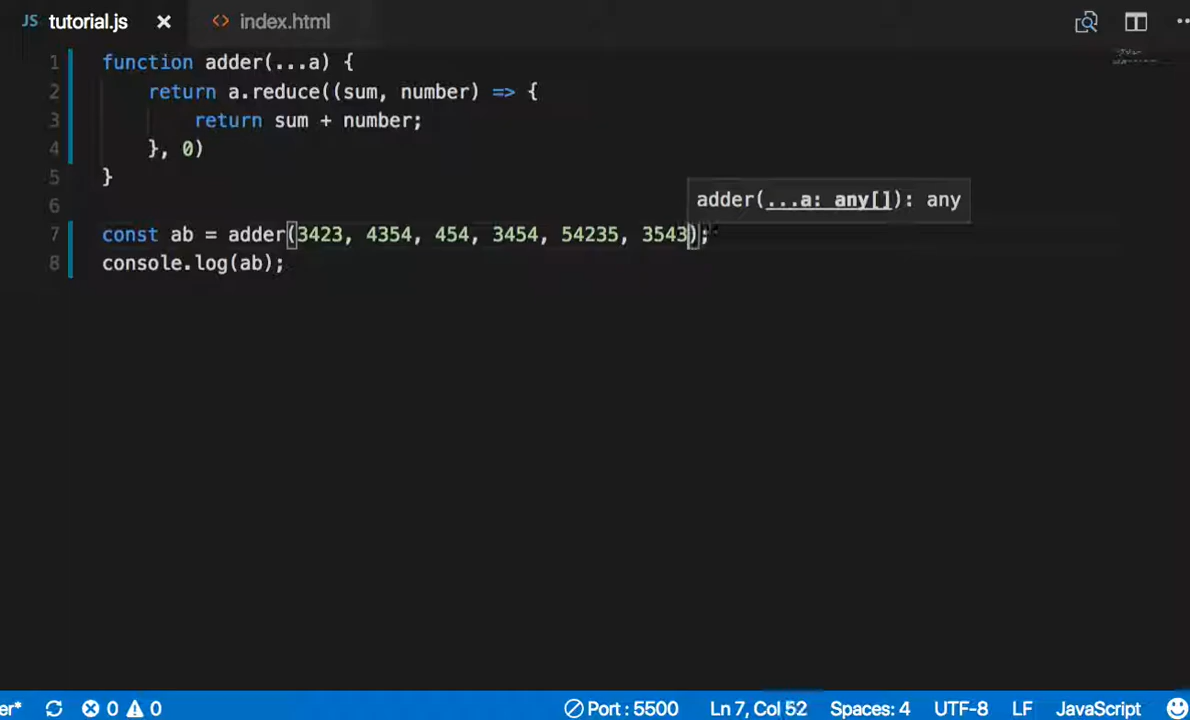 JS tutorial.js × <> index.html
1 function adder(...a) {
2 return a.reduce((sum, number) => {
3 return sum + number;
4 }, 0)
5 }
6
adder(...a: any[]): any
7 const ab = adder(3423, 4354, 454, 3454, 54235, 3543);
8 console.log(ab);
er* 0 0 Port : 5500 Ln 7, Col 52 Spaces: 4 UTF-8 LF JavaScript